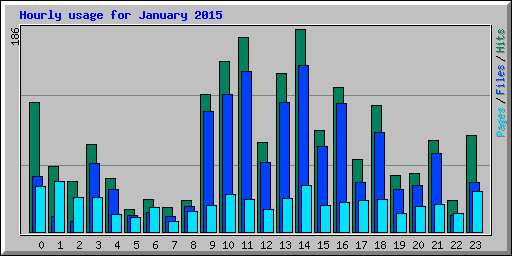 Hourly usage for January 2015
186
Pages/Files/Hits
0 1 2 3 4 5 6 7 8 9 10 11 12 13 14 15 16 17 18 19 20 21 22 23